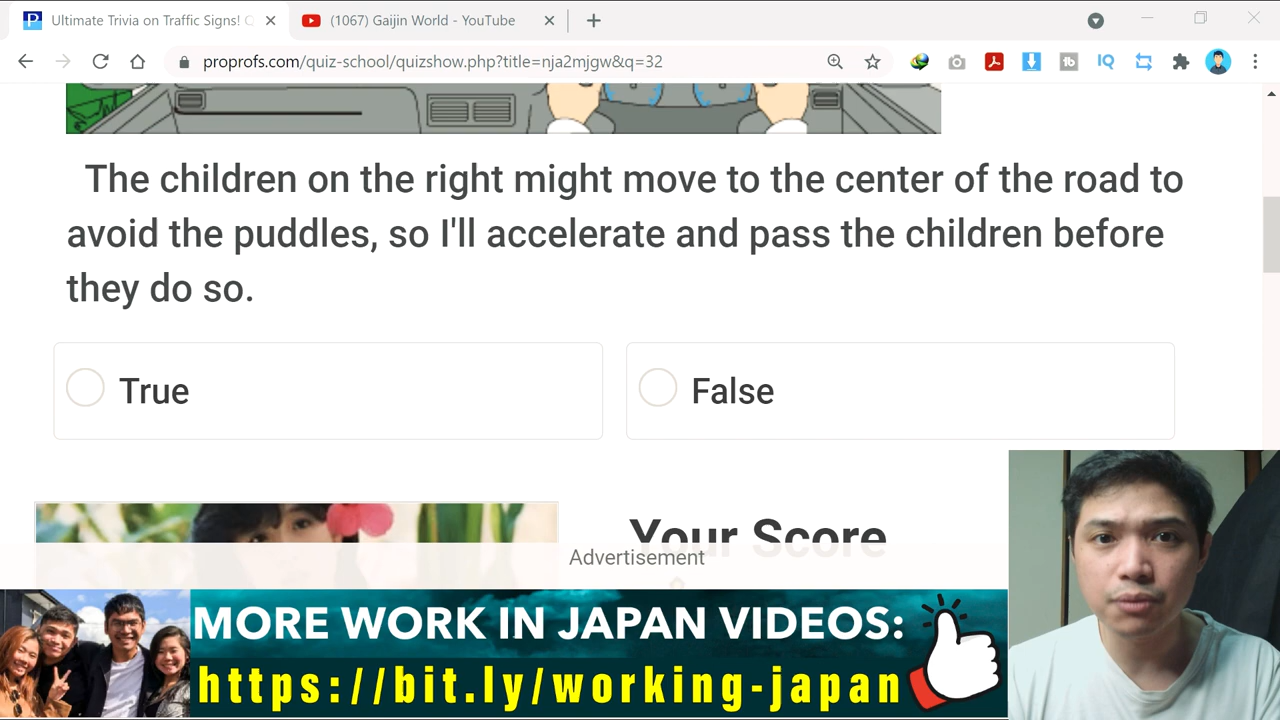 Ultimate Trivia on Traffic Signs!
(1067) Gaijin World - YouTube
proprofs.com/quiz-school/quizshow.php?title=nja2mjgw&q=32
The children on the right might move to the center of the road to
avoid the puddles, so I'll accelerate and pass the children before
they do so.
True
False
Your Score
Advertisement
MORE WORK IN JAPAN VIDEOS:
https://bit.ly/working-japan